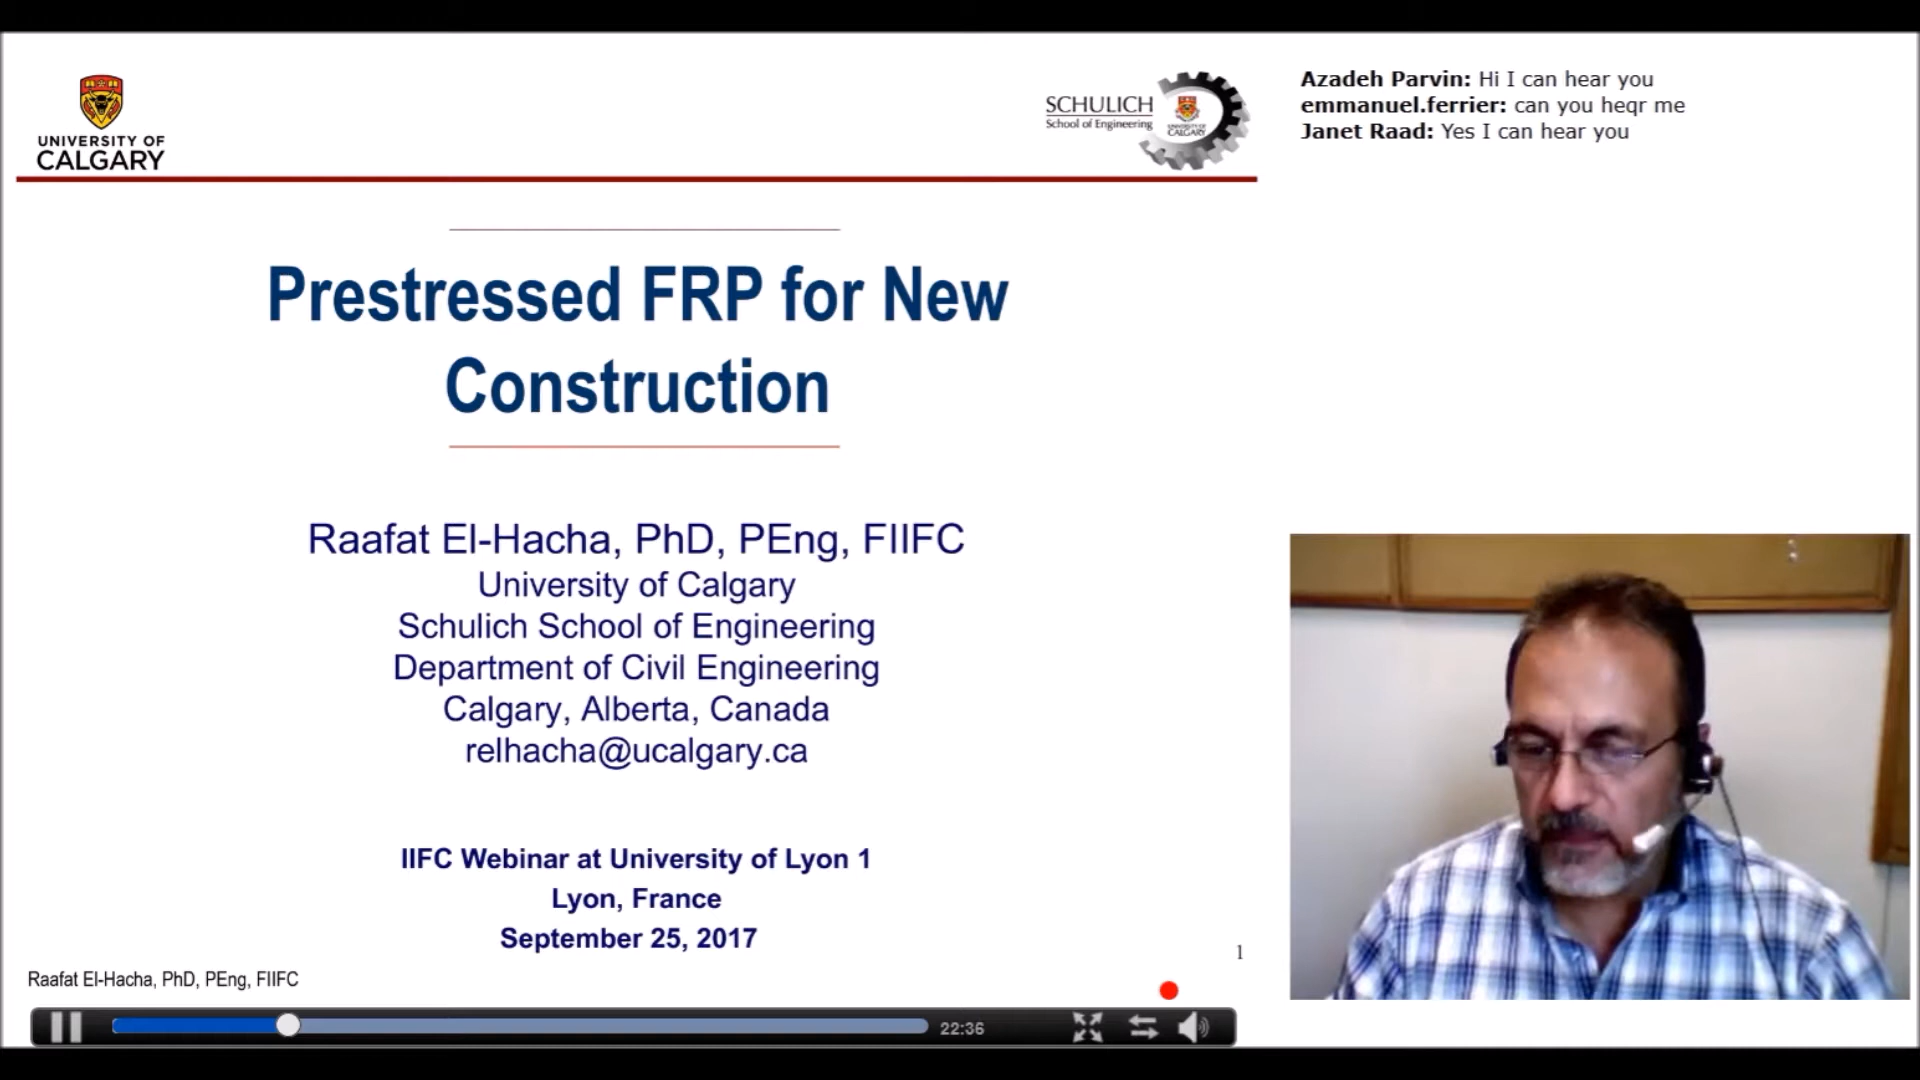 UNIVERSITY OF
CALGARY
SCHULICH
School of Engineering
UNIVERSITY OF
CALGARY
Azadeh Parvin: Hi I can hear you
emmanuel.ferrier: can you heqr me
Janet Raad: Yes I can hear you
Prestressed FRP for New
Construction
Raafat El-Hacha, PhD, PEng, FIIFC
University of Calgary
Schulich School of Engineering
Department of Civil Engineering
Calgary, Alberta, Canada
relhacha@ucalgary.ca
IIFC Webinar at University of Lyon 1
Lyon, France
September 25, 2017
1
Raafat El-Hacha, PhD, PEng, FIIFC
22:36